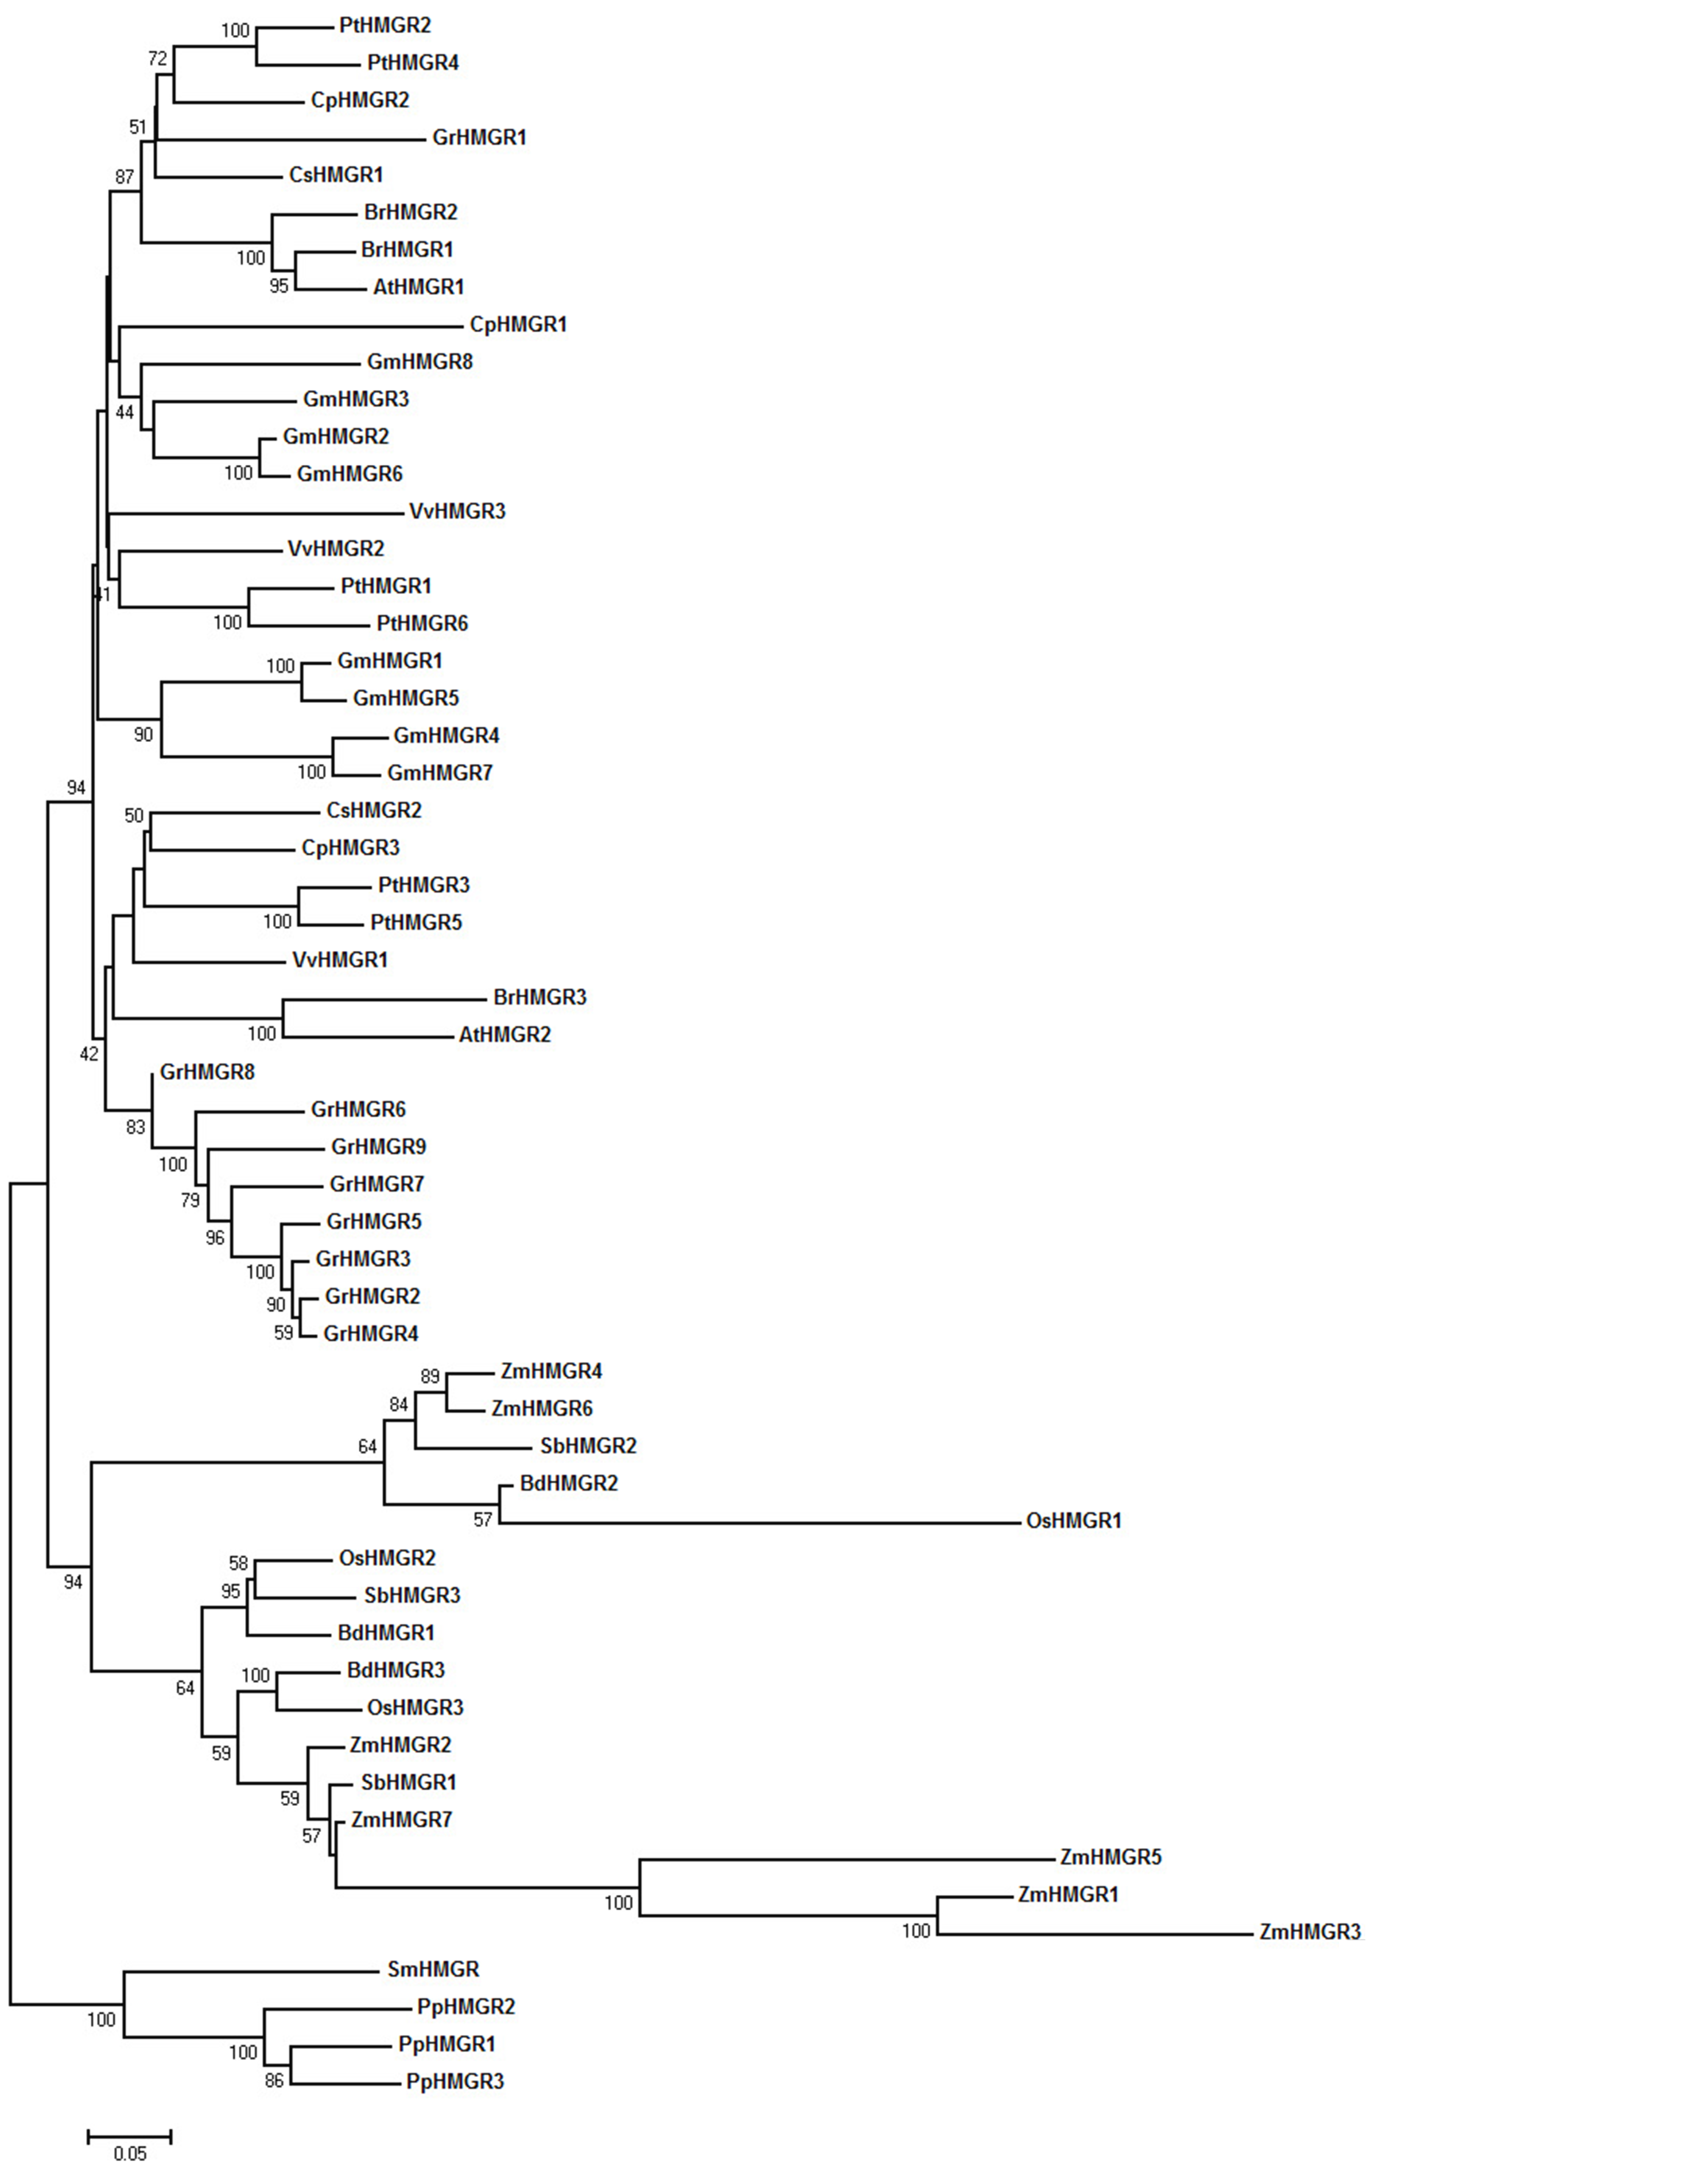 100
PtHMGR2
72
PtHMGR4
CpHMGR2
51
GrHMGR1
87
CsHMGR1
BrHMGR2
100
BrHMGR1
95
AtHMGR1
CpHMGR1
GmHMGR8
44
GmHMGR3
GmHMGR2
100
GmHMGR6
VvHMGR3
VvHMGR2
41
PtHMGR1
100
PtHMGR6
100
GmHMGR1
GmHMGR5
90
GmHMGR4
100
GmHMGR7
94
50
CsHMGR2
CpHMGR3
PtHMGR3
100
PtHMGR5
VvHMGR1
BrHMGR3
100
AtHMGR2
42
GrHMGR8
83
GrHMGR6
100
GrHMGR9
79
GrHMGR7
96
GrHMGR5
100
GrHMGR3
90
GrHMGR2
59
GrHMGR4
89
ZmHMGR4
84
ZmHMGR6
64
SbHMGR2
BdHMGR2
57
OsHMGR1
94
58
OsHMGR2
95
SbHMGR3
BdHMGR1
64
100
BdHMGR3
OsHMGR3
59
ZmHMGR2
59
SbHMGR1
57
ZmHMGR7
ZmHMGR5
100
ZmHMGR1
100
ZmHMGR3
SmHMGR
100
PpHMGR2
100
PpHMGR1
86
PpHMGR3
0.05